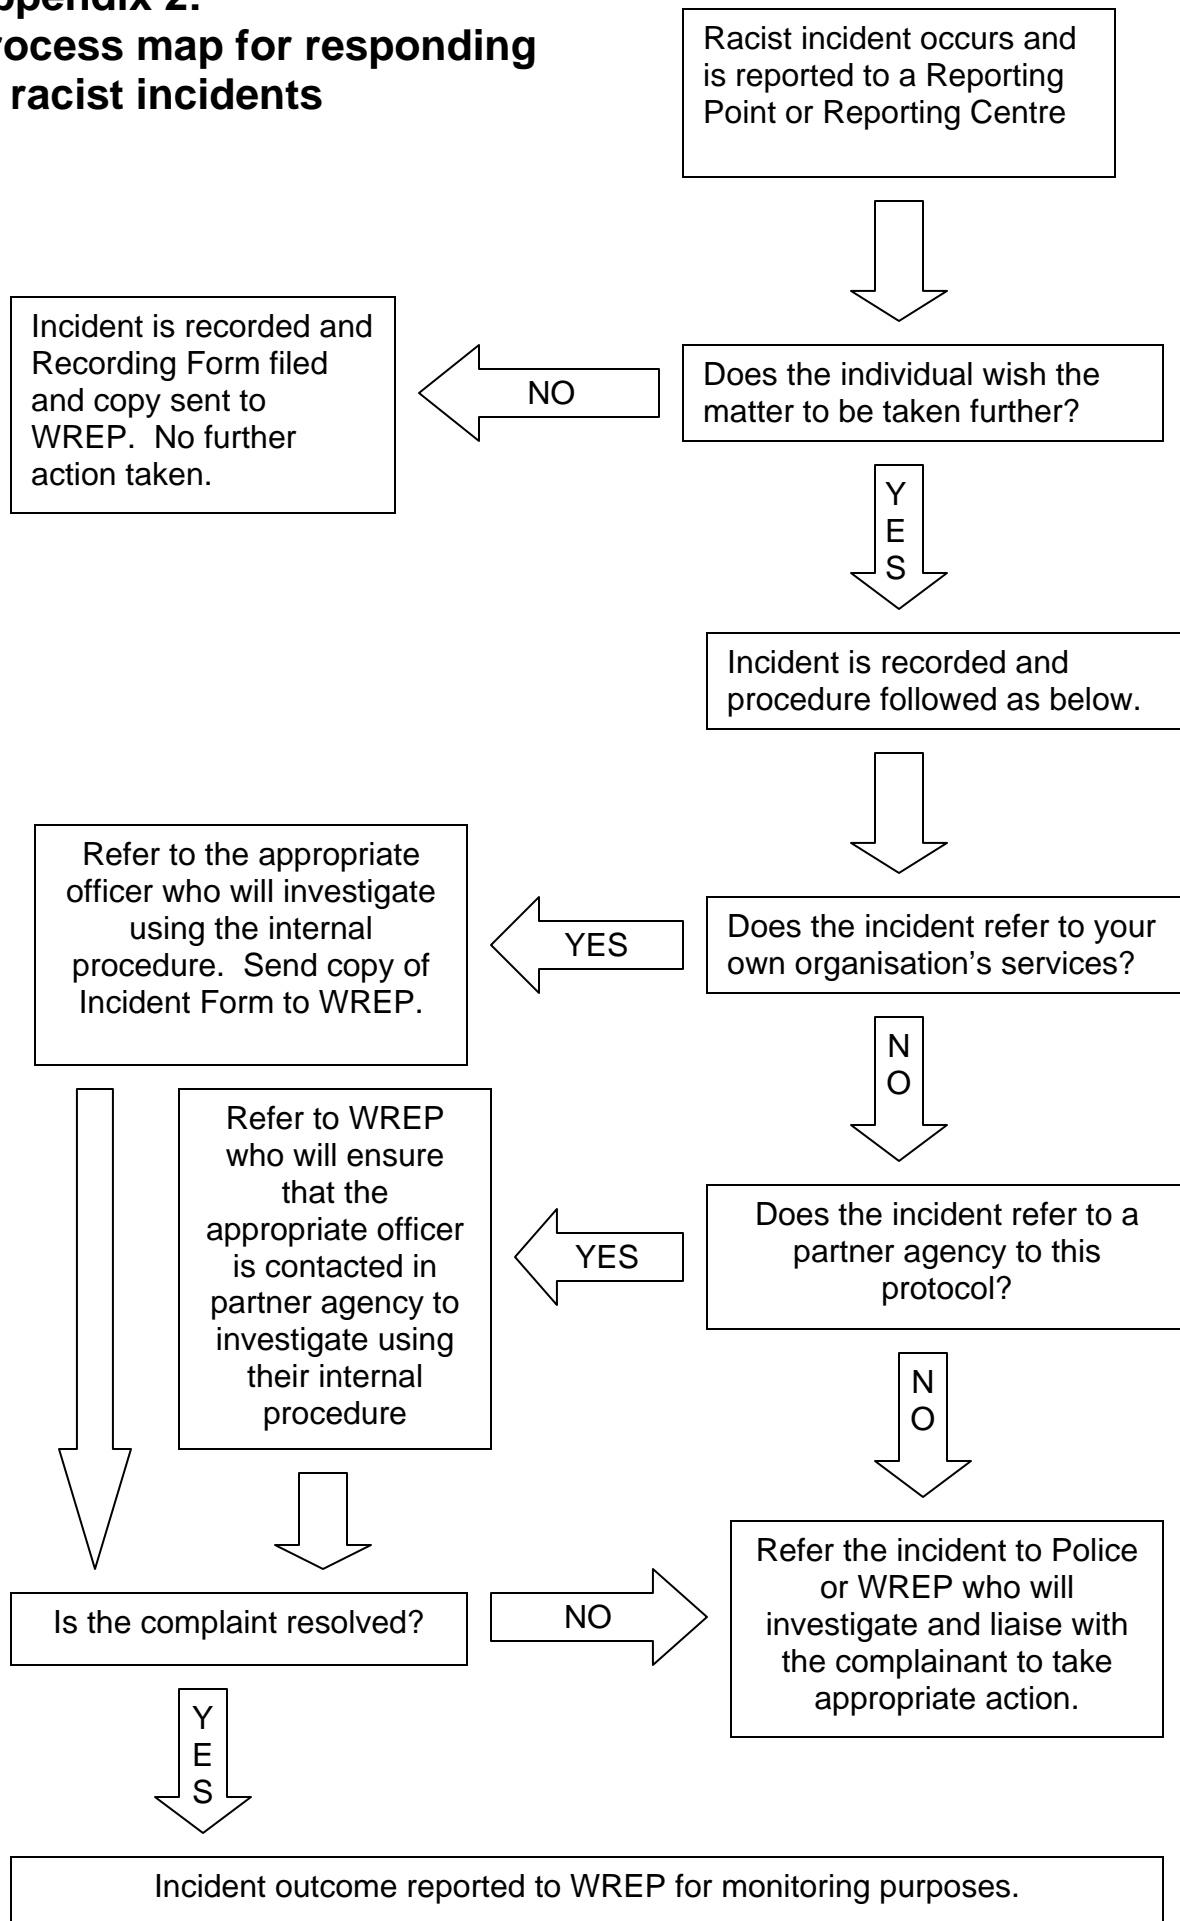 ppendix 2:
rocess map for responding
racist incidents
Racist incident occurs and
is reported to a Reporting
Point or Reporting Centre
Incident is recorded and
Recording Form filed
and copy sent to
WREP.  No further
action taken.
NO
Does the individual wish the
matter to be taken further?
Y
E
S
Incident is recorded and
procedure followed as below.
Refer to the appropriate
officer who will investigate
using the internal
procedure.  Send copy of
Incident Form to WREP.
YES
Does the incident refer to your
own organisation’s services?
N
O
Refer to WREP
who will ensure
that the
appropriate officer
is contacted in
partner agency to
investigate using
their internal
procedure
YES
Does the incident refer to a
partner agency to this
protocol?
N
O
Is the complaint resolved?
NO
Refer the incident to Police
or WREP who will
investigate and liaise with
the complainant to take
appropriate action.
Y
E
S
Incident outcome reported to WREP for monitoring purposes.